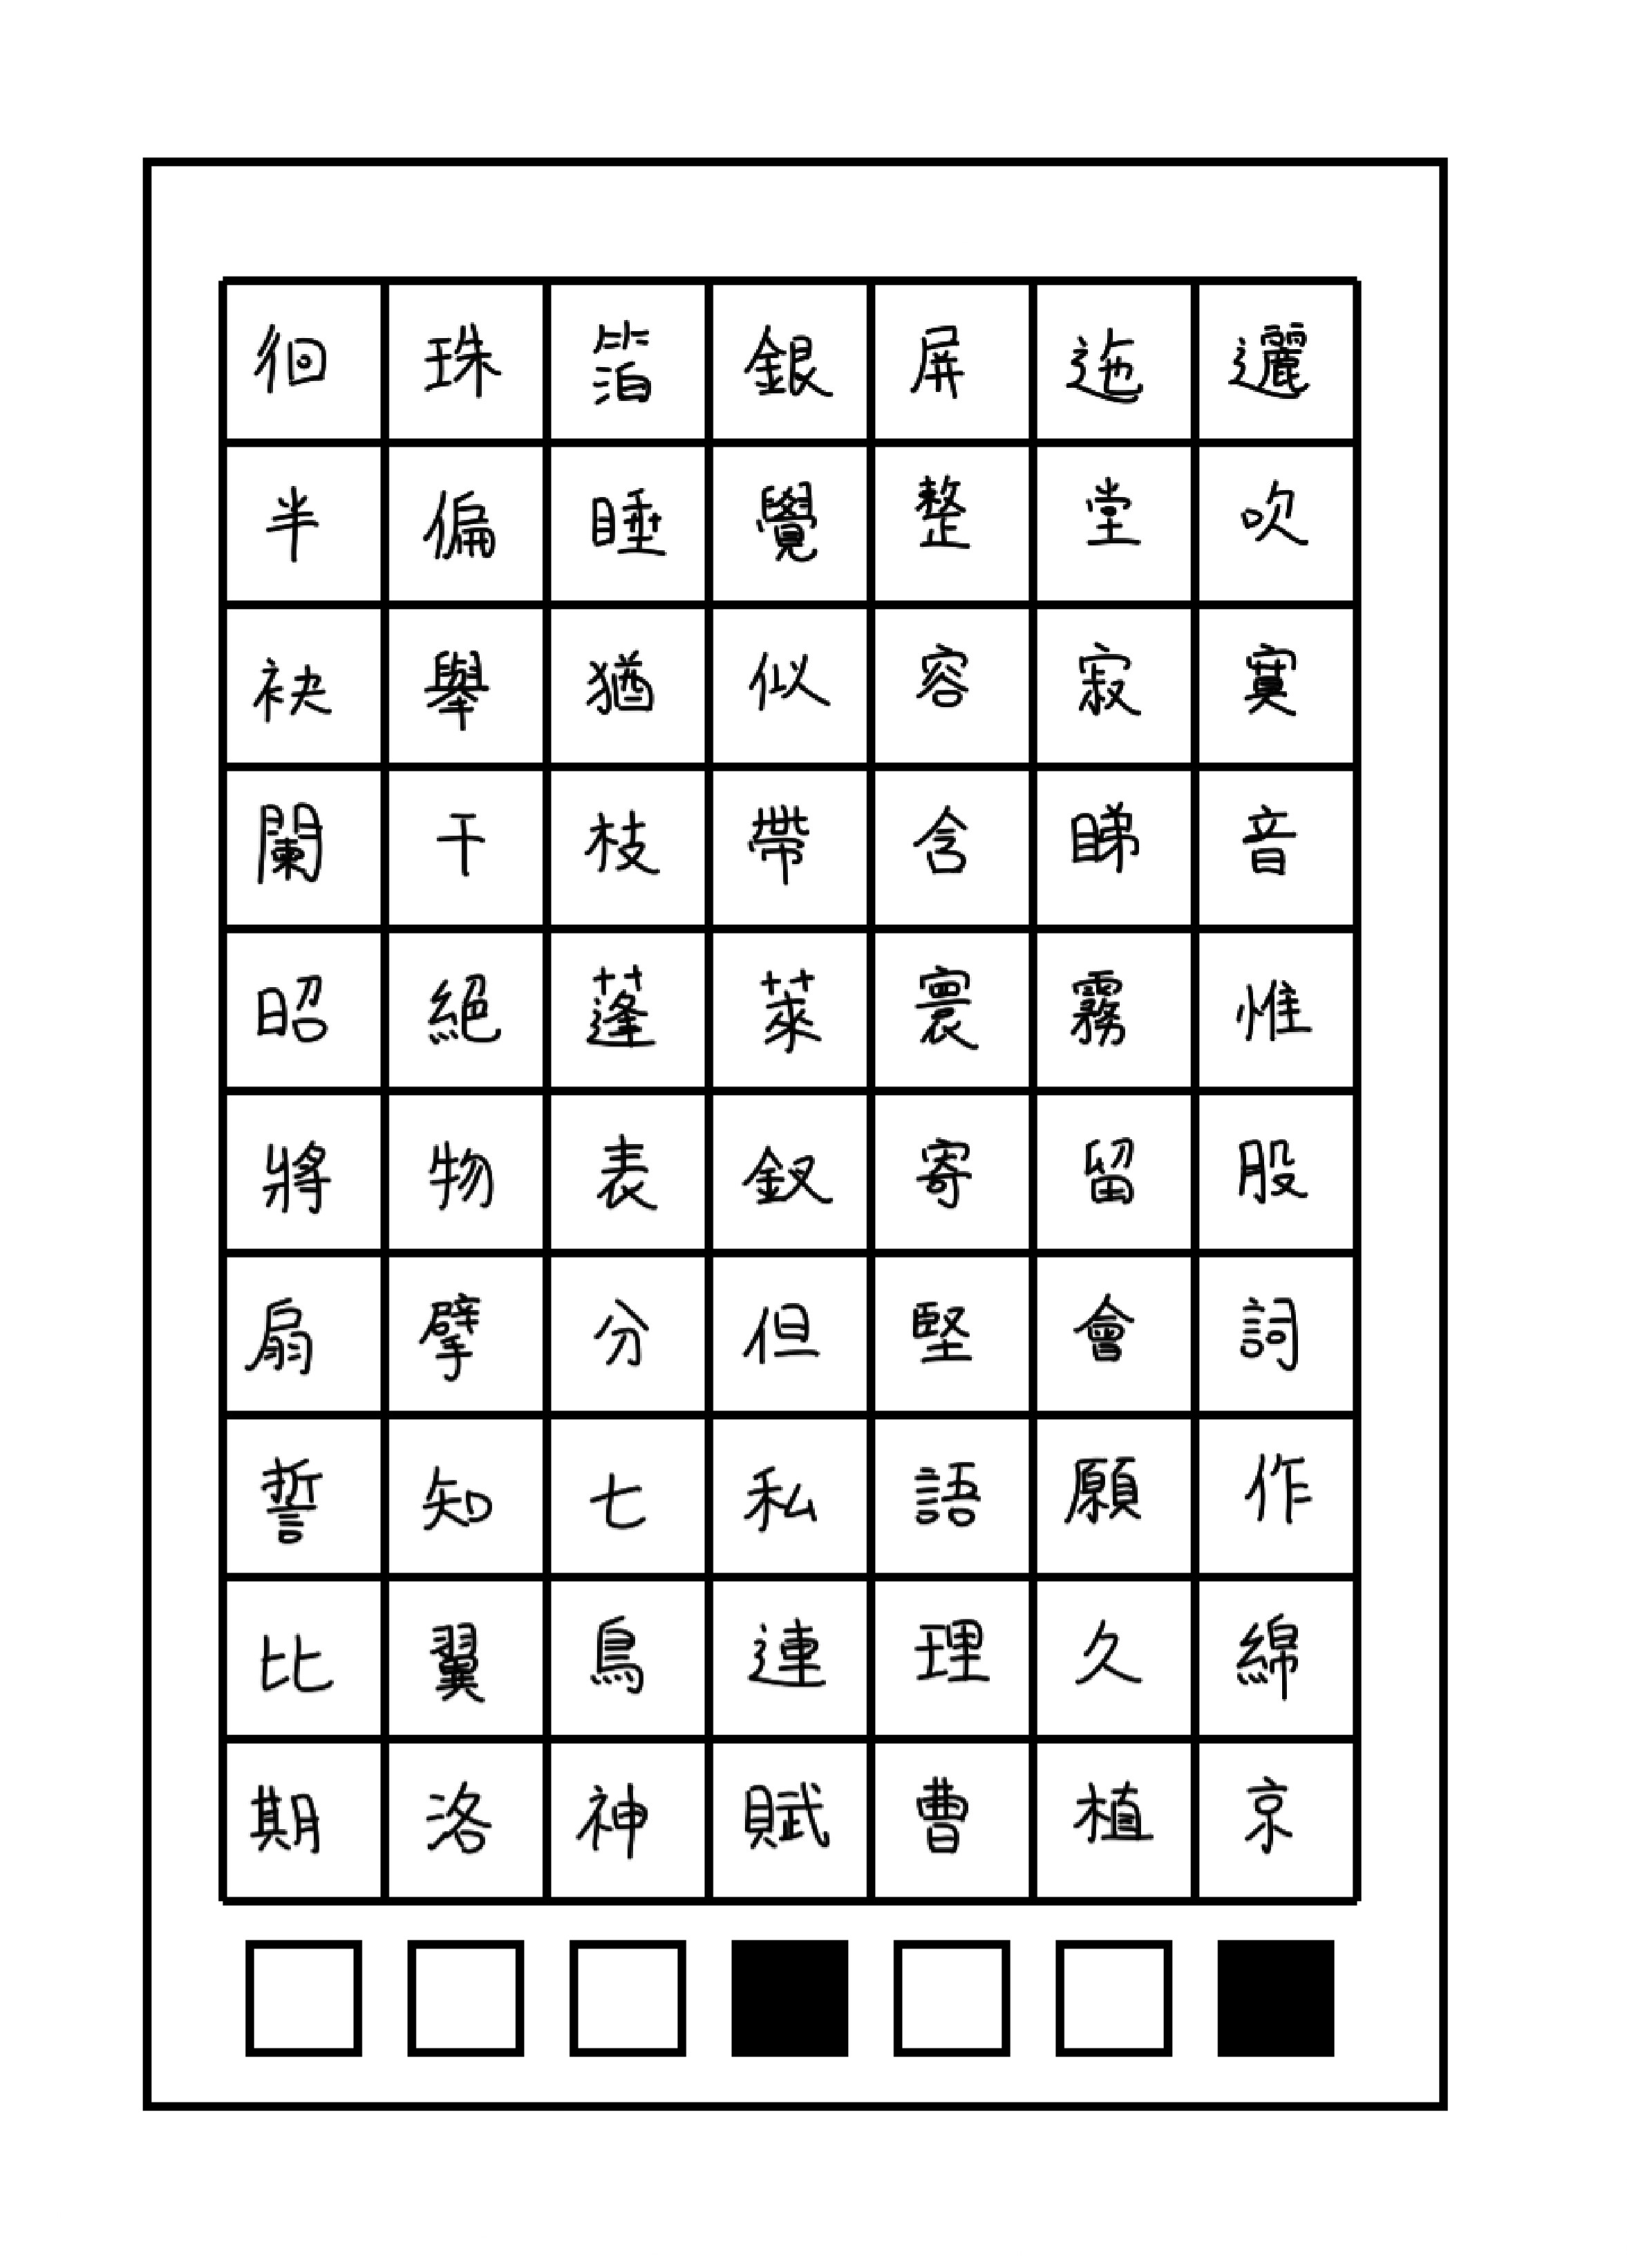 徊珠箔銀屏迤邐
半偏睡覺整堂吹
袂舉猶似容寂寞
闌干枝帶含睇音
昭絕蓬萊寰霧惟
將物表釵寄留股
扇擘分但堅會詞
誓知七私語願作
比翼鳥連理久綿
期洛神賦曹植京